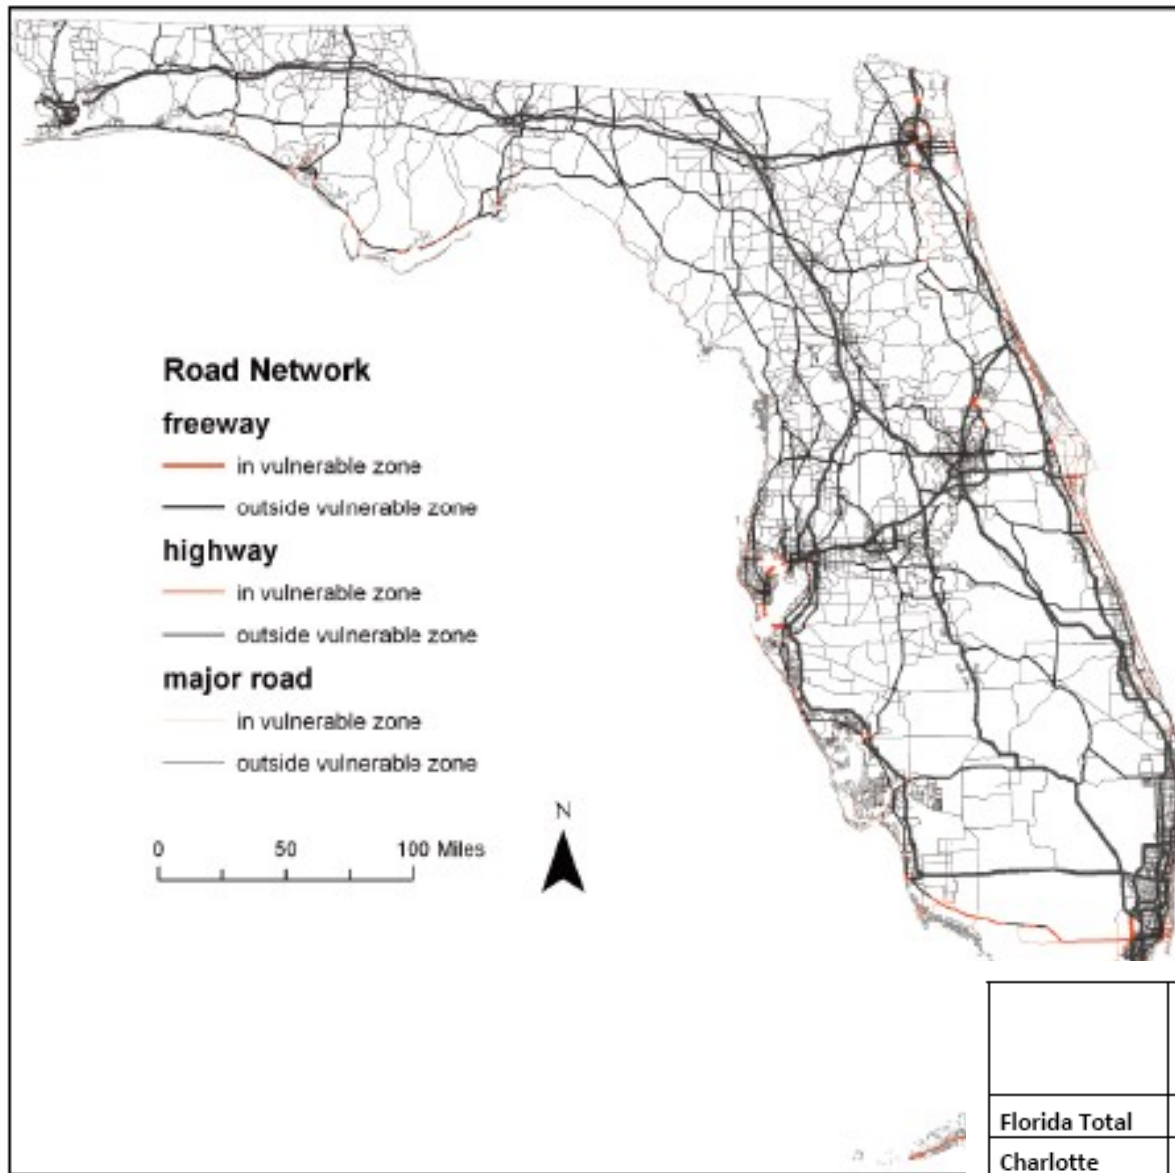 Road Network
freeway
in vulnerable zone
outside vulnerable zone
highway
in vulnerable zone
outside vulnerable zone
major road
in vulnerable zone
outside vulnerable zone
0 50 100 Miles
N
Florida Total
Charlotte